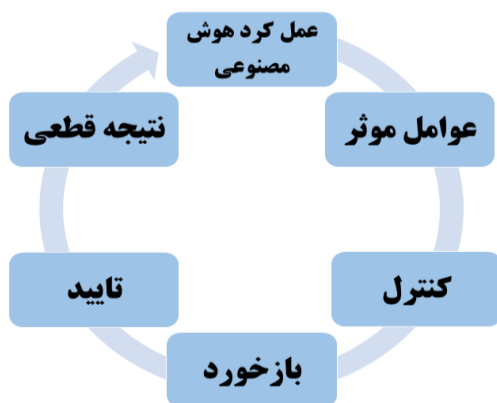 عمل کرد هوش
مصنوعی
عوامل موثر
کنترل
بازخورد
تایید
نتیجه قطعی